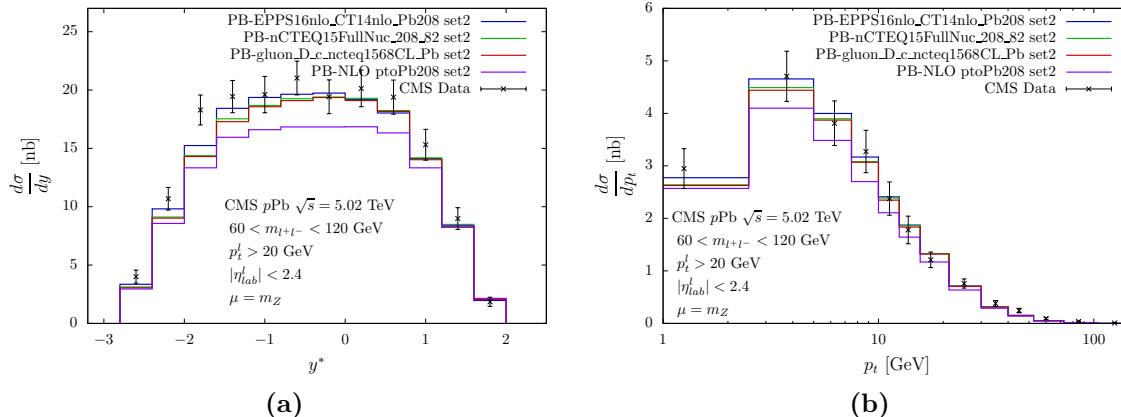 PB-EPPS16nlo_CT14nlo_Pb208 set2
PB-nCTEQ15FullNuc_208_82 set2
PB-gluon_D_c_ncteq1568CL_Pb set2
PB-NLO ptoPb208 set2
CMS Data
dσ/dy [nb]
25
20
15
10
5
0
CMS pPb √s = 5.02 TeV
60 < m_{l+l−} < 120 GeV
p_t^l > 20 GeV
|η_{lab}^l| < 2.4
μ = m_Z
−3 −2 −1 0 1 2
y*
(a)
PB-EPPS16nlo_CT14nlo_Pb208 set2
PB-nCTEQ15FullNuc_208_82 set2
PB-gluon_D_c_ncteq1568CL_Pb set2
PB-NLO ptoPb208 set2
CMS Data
dσ/dp_t [nb]
6
5
4
3
2
1
0
CMS pPb √s = 5.02 TeV
60 < m_{l+l−} < 120 GeV
p_t^l > 20 GeV
|η_{lab}^l| < 2.4
μ = m_Z
1 10 100
p_t [GeV]
(b)